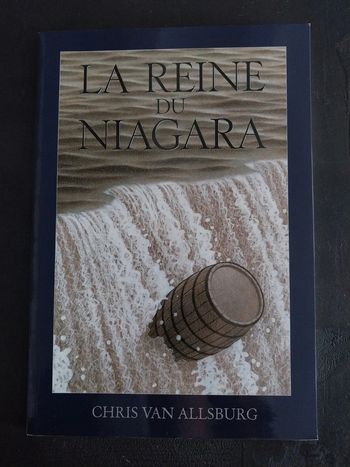 LA REINE
DU
NIAGARA
CHRIS VAN ALLSBURG